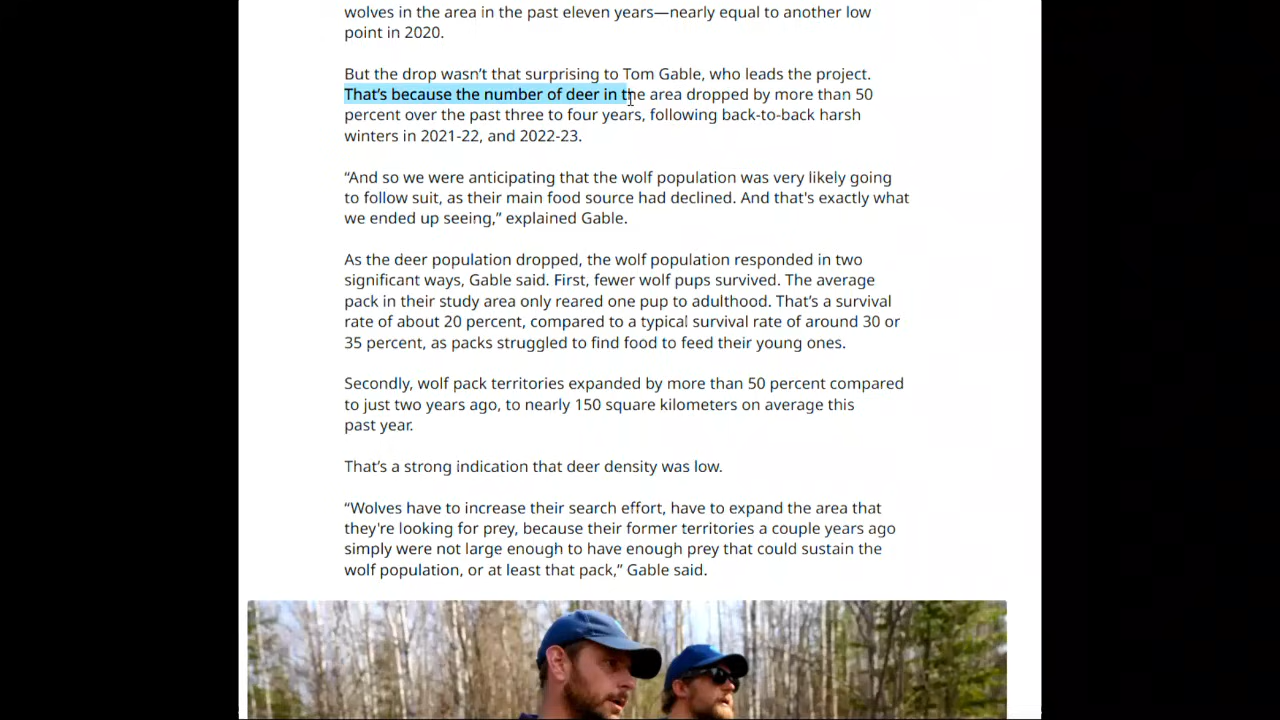 wolves in the area in the past eleven years—nearly equal to another low
point in 2020.
But the drop wasn’t that surprising to Tom Gable, who leads the project.
That’s because the number of deer in the area dropped by more than 50
percent over the past three to four years, following back-to-back harsh
winters in 2021-22, and 2022-23.
“And so we were anticipating that the wolf population was very likely going
to follow suit, as their main food source had declined. And that's exactly what
we ended up seeing,” explained Gable.
As the deer population dropped, the wolf population responded in two
significant ways, Gable said. First, fewer wolf pups survived. The average
pack in their study area only reared one pup to adulthood. That’s a survival
rate of about 20 percent, compared to a typical survival rate of around 30 or
35 percent, as packs struggled to find food to feed their young ones.
Secondly, wolf pack territories expanded by more than 50 percent compared
to just two years ago, to nearly 150 square kilometers on average this
past year.
That’s a strong indication that deer density was low.
“Wolves have to increase their search effort, have to expand the area that
they're looking for prey, because their former territories a couple years ago
simply were not large enough to have enough prey that could sustain the
wolf population, or at least that pack,” Gable said.